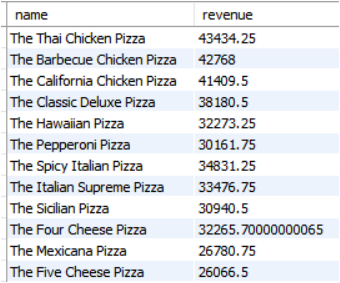 name revenue
The Thai Chicken Pizza 43434.25
The Barbecue Chicken Pizza 42768
The California Chicken Pizza 41409.5
The Classic Deluxe Pizza 38180.5
The Hawaiian Pizza 32273.25
The Pepperoni Pizza 30161.75
The Spicy Italian Pizza 34831.25
The Italian Supreme Pizza 33476.75
The Sicilian Pizza 30940.5
The Four Cheese Pizza 32265.70000000065
The Mexicana Pizza 26780.75
The Five Cheese Pizza 26066.5